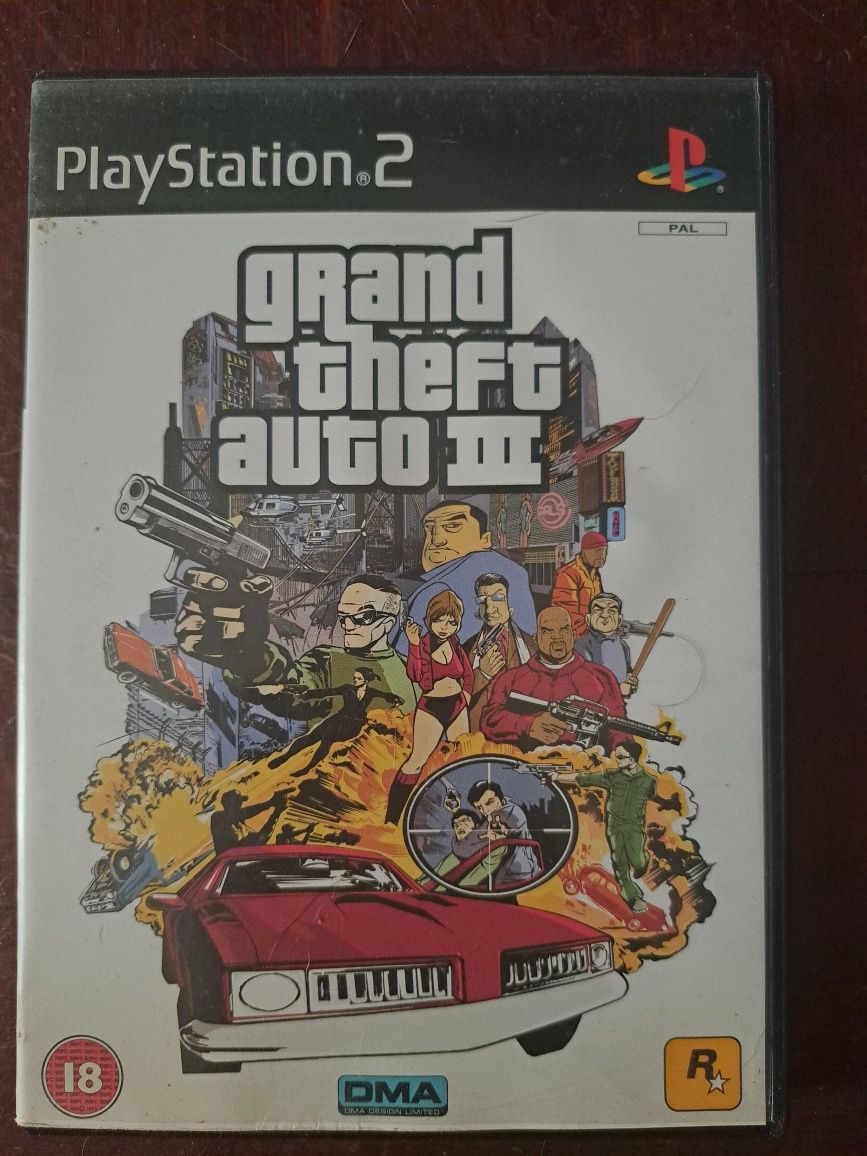 PlayStation®2
PAL
grand
theft
auto III
18
DMA
DMA DESIGN LIMITED
R